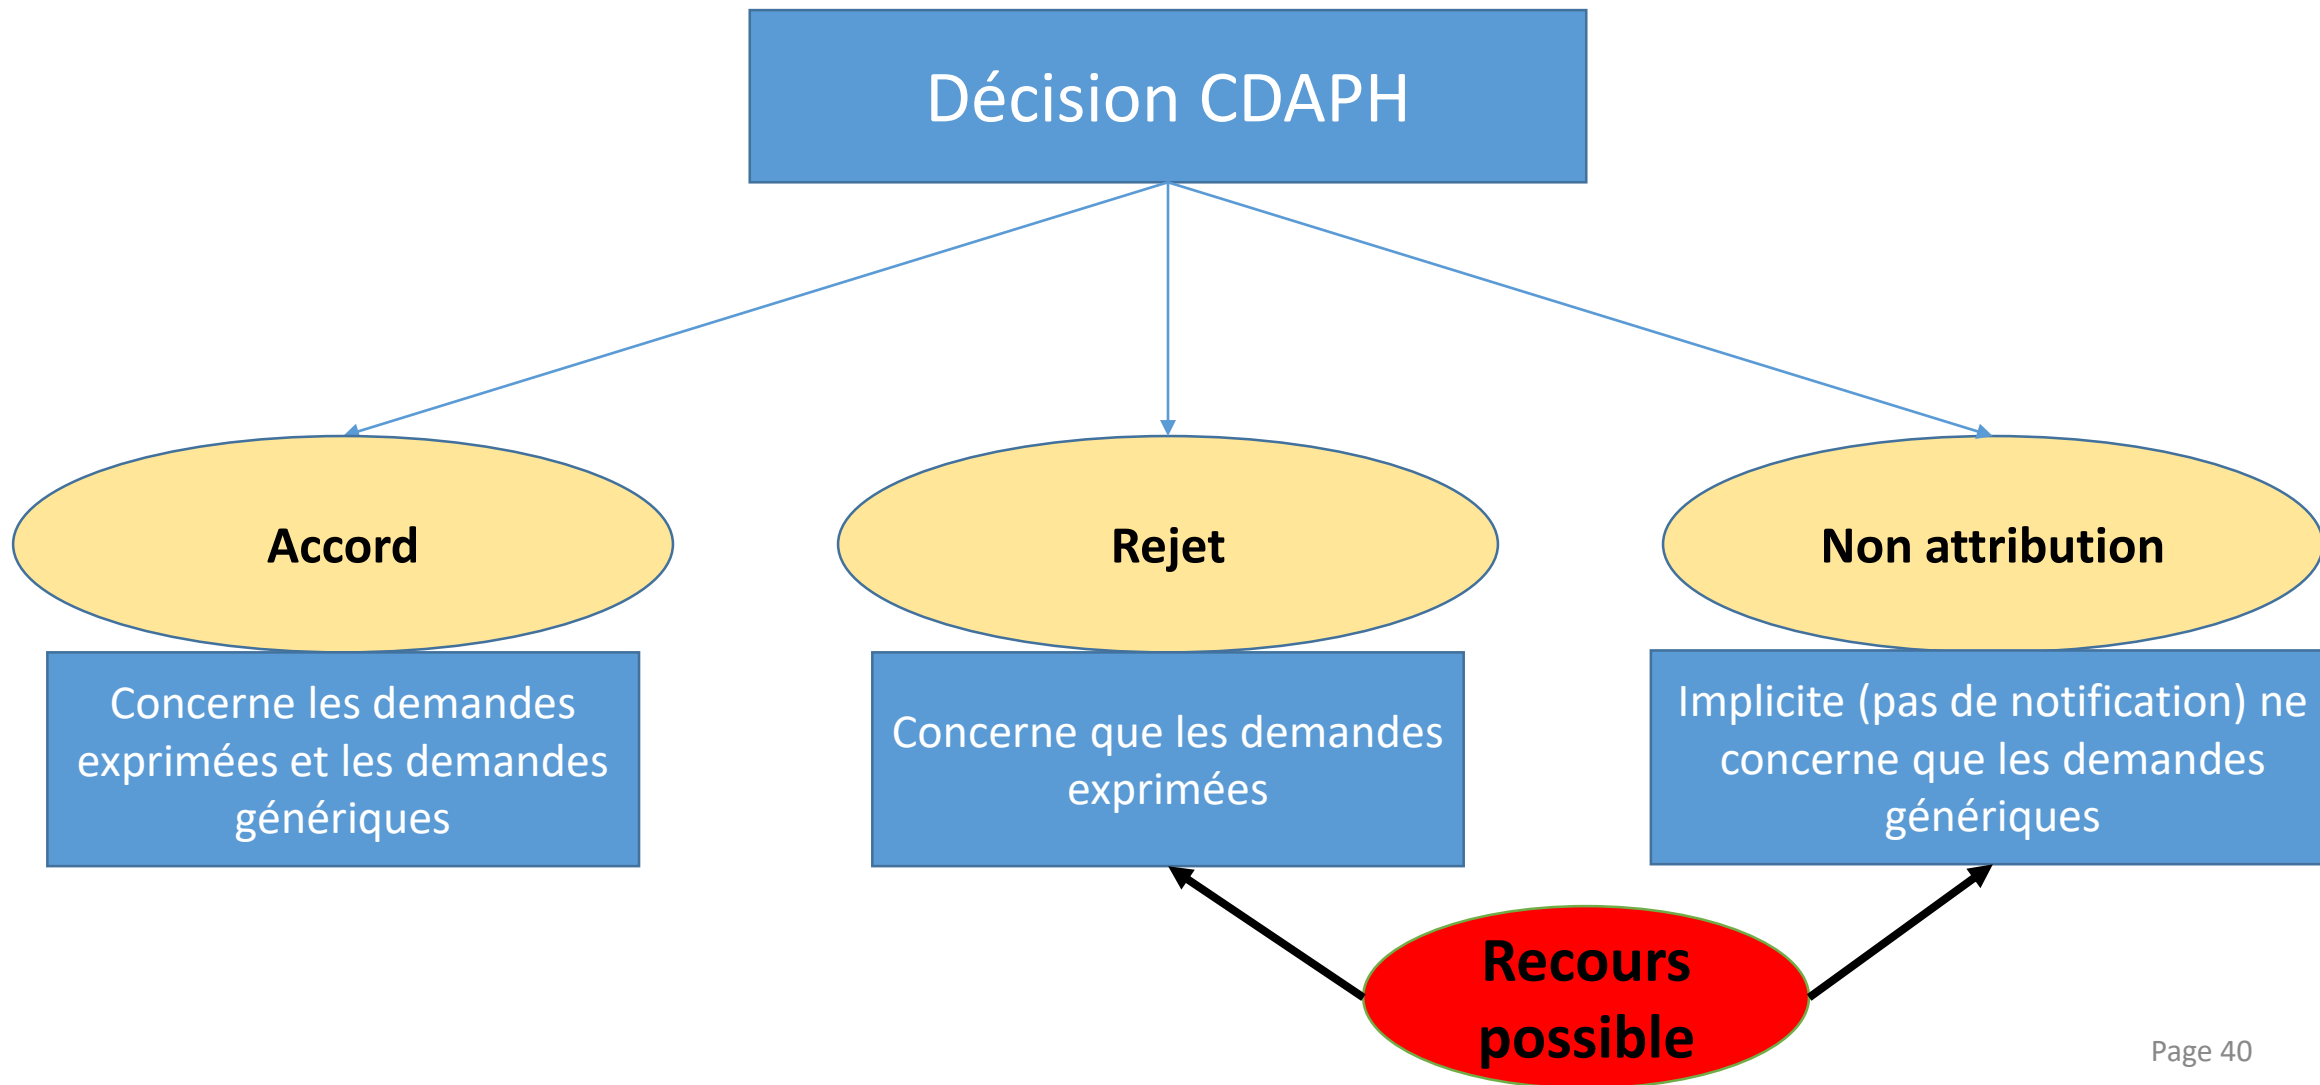 Décision CDAPH
Accord
Rejet
Non attribution
Concerne les demandes
exprimées et les demandes
génériques
Concerne que les demandes
exprimées
Implicite (pas de notification) ne
concerne que les demandes
génériques
Recours
possible
Page 40